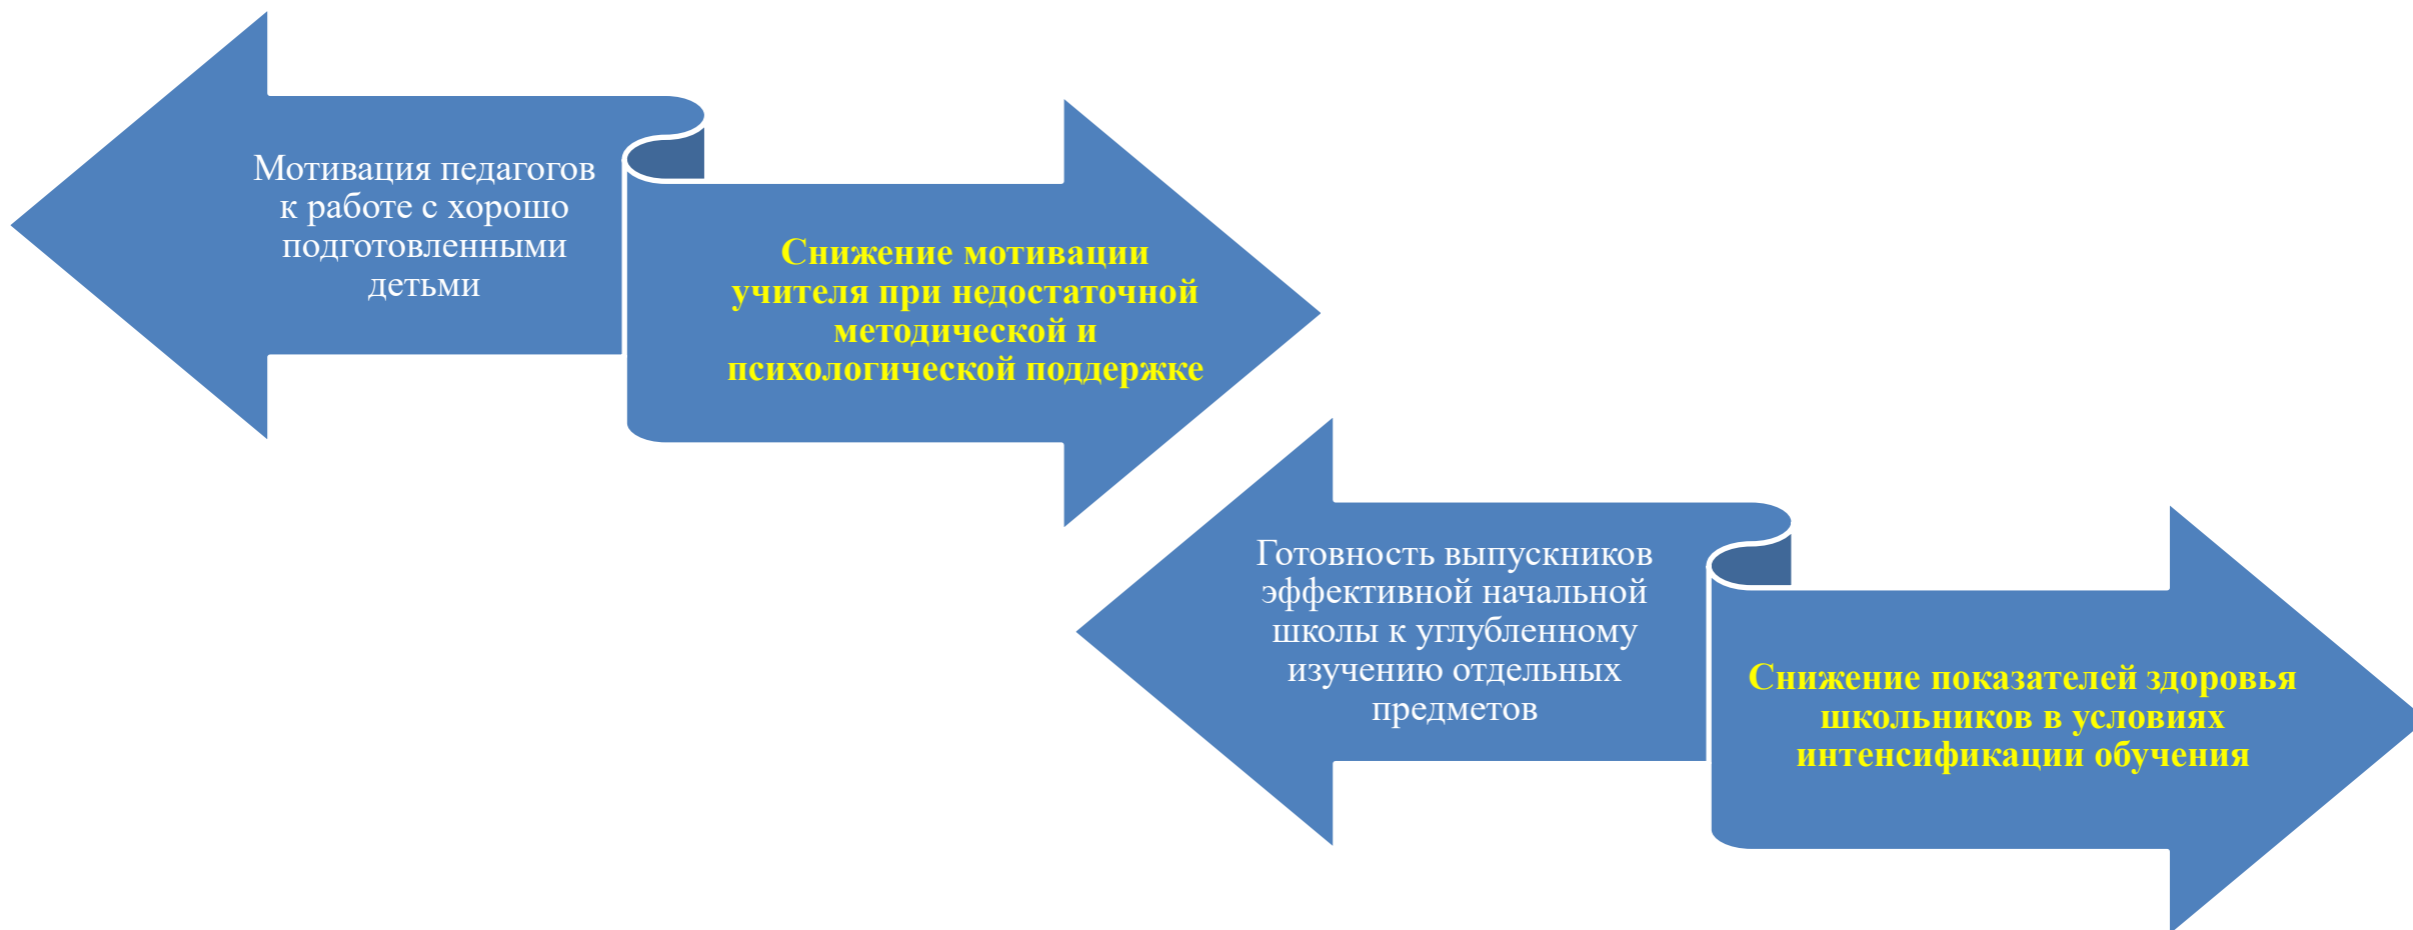 Мотивация педагогов
к работе с хорошо
подготовленными
детьми
Снижение мотивации
учителя при недостаточной
методической и
психологической поддержке
Готовность выпускников
эффективной начальной
школы к углубленному
изучению отдельных
предметов
Снижение показателей здоровья
школьников в условиях
интенсификации обучения